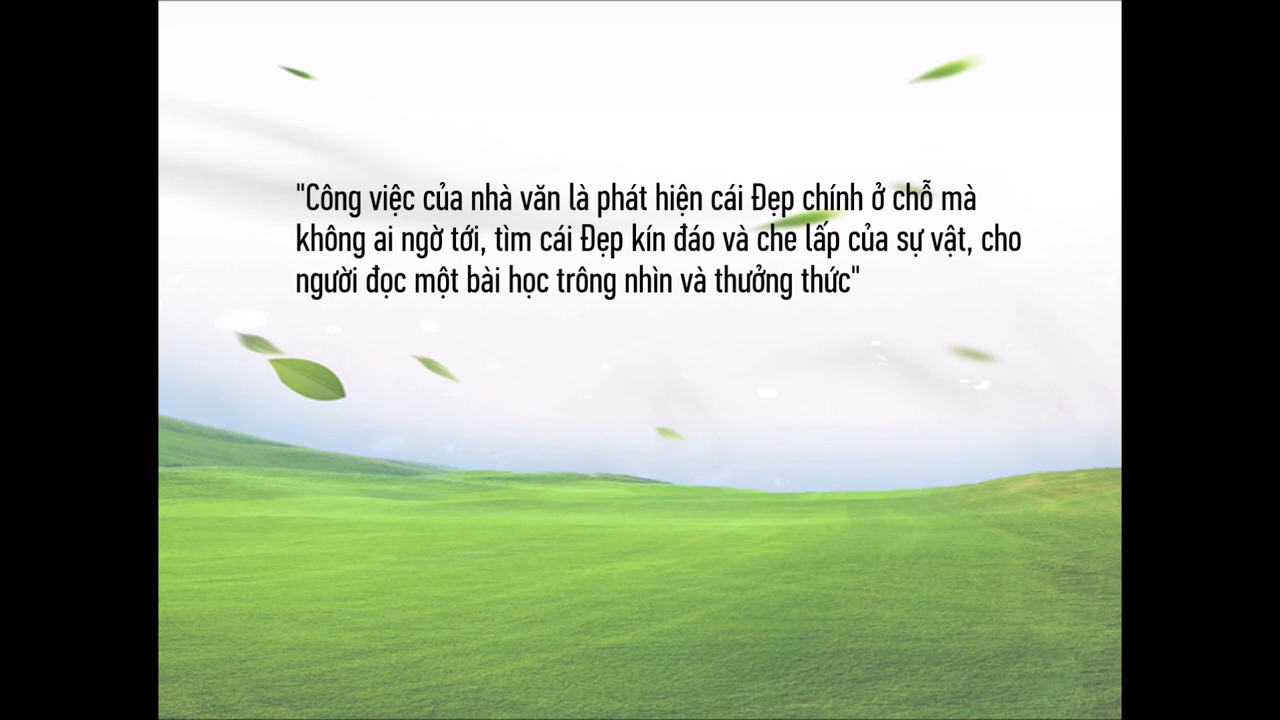 "Công việc của nhà văn là phát hiện cái Đẹp chính ở chỗ mà
không ai ngờ tới, tìm cái Đẹp kín đáo và che lấp của sự vật, cho
người đọc một bài học trông nhìn và thưởng thức"